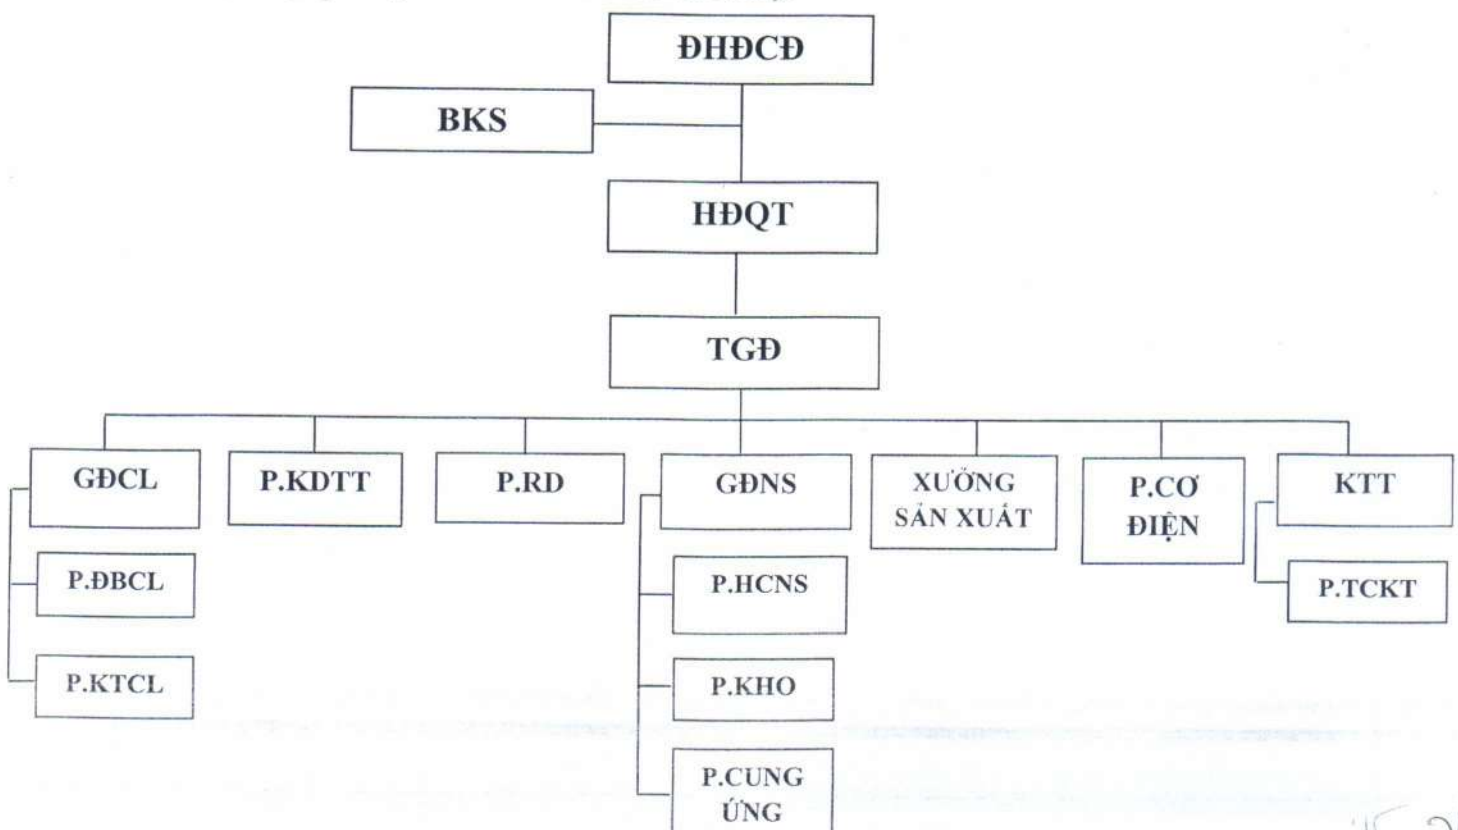 ĐHĐCĐ
BKS
HĐQT
TGĐ
GĐCL
P.KDTT
P.RD
GĐNS
XƯỞNG
SẢN XUẤT
P.CƠ
ĐIỆN
KTT
P.ĐBCL
P.HCNS
P.TCKT
P.KTCL
P.KHO
P.CUNG
ỨNG